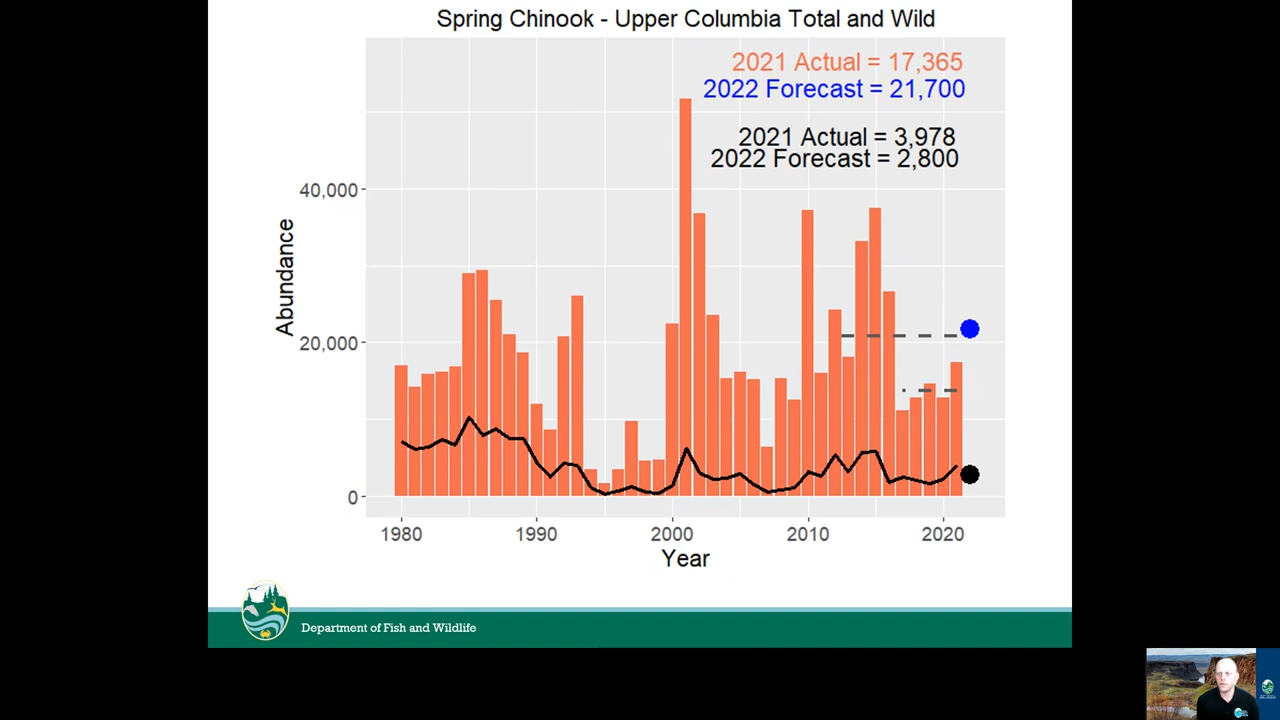 Spring Chinook - Upper Columbia Total and Wild
2021 Actual = 17,365
2022 Forecast = 21,700
2021 Actual = 3,978
2022 Forecast = 2,800
Abundance
40,000
20,000
0
1980 1990 2000 2010 2020
Year
Department of Fish and Wildlife